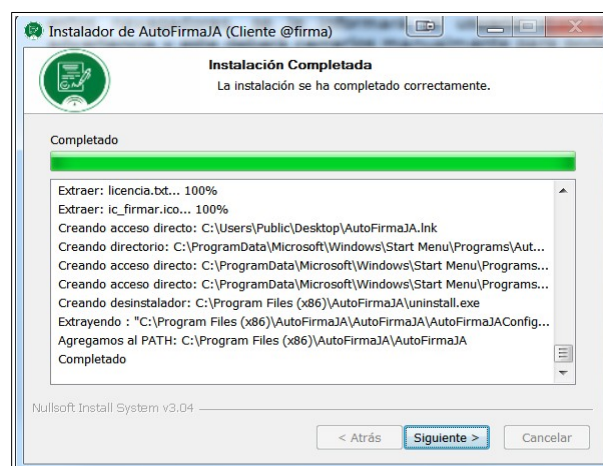 Instalador de AutoFirmaJA (Cliente @firma)
Instalación Completada
La instalación se ha completado correctamente.
Completado
Extraer: licencia.txt... 100%
Extraer: ic_firmar.ico... 100%
Creando acceso directo: C:\Users\Public\Desktop\AutoFirmaJA.lnk
Creando directorio: C:\ProgramData\Microsoft\Windows\Start Menu\Programs\Aut...
Creando acceso directo: C:\ProgramData\Microsoft\Windows\Start Menu\Programs...
Creando acceso directo: C:\ProgramData\Microsoft\Windows\Start Menu\Programs...
Creando desinstalador: C:\Program Files (x86)\AutoFirmaJA\uninstall.exe
Extrayendo : "C:\Program Files (x86)\AutoFirmaJA\AutoFirmaJA\AutoFirmaJAConfig...
Agregamos al PATH: C:\Program Files (x86)\AutoFirmaJA\AutoFirmaJA
Completado
Nullsoft Install System v3.04
< Atrás Siguiente > Cancelar